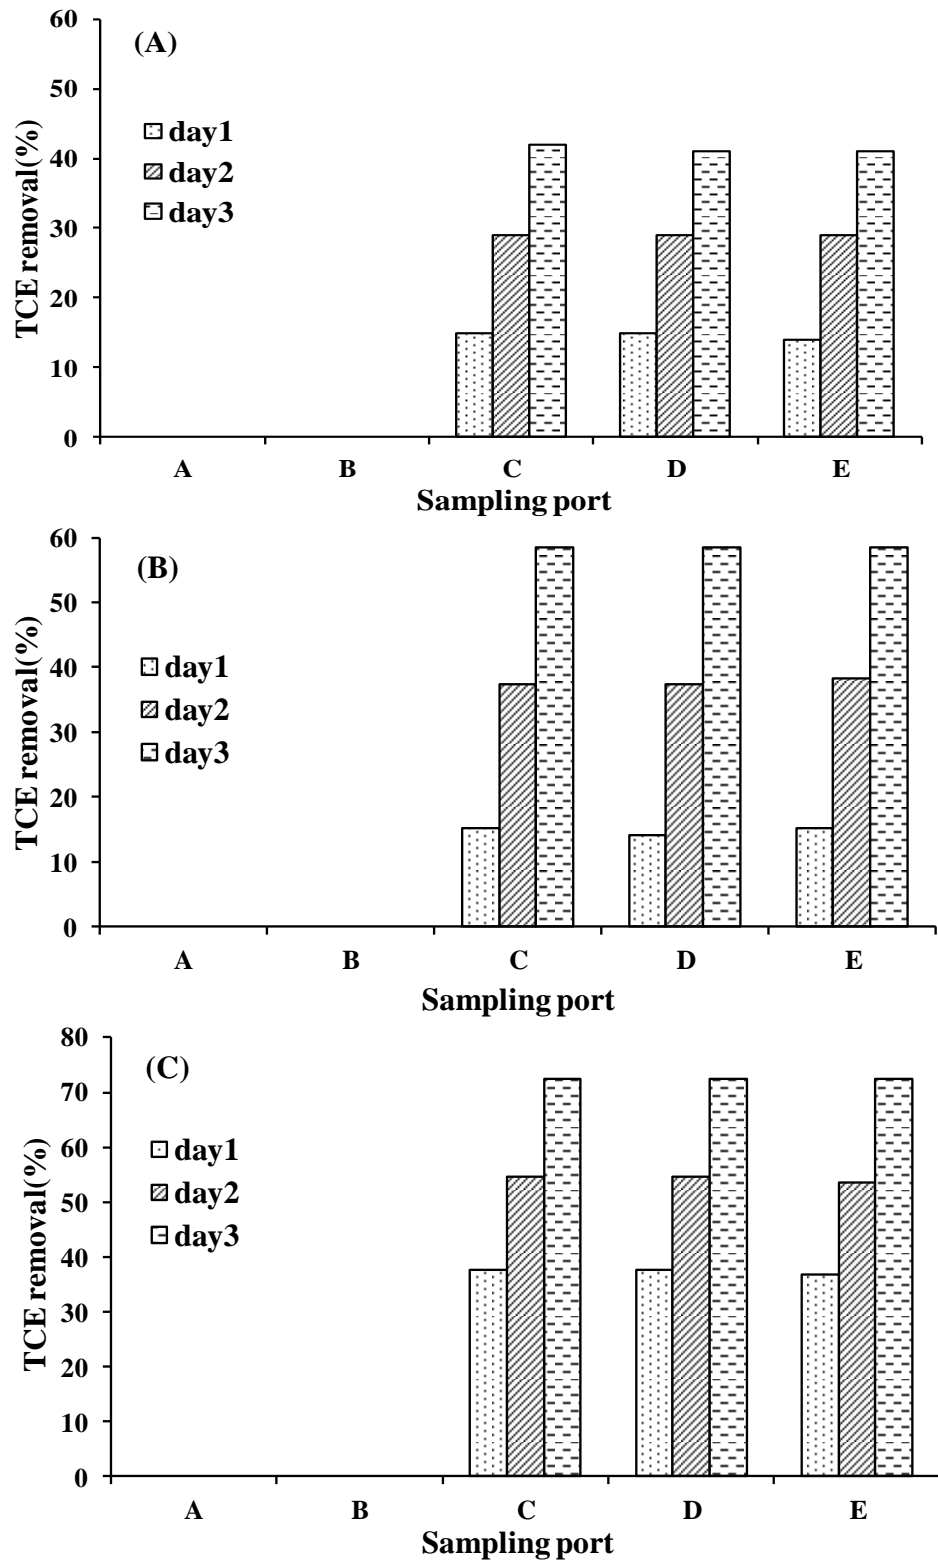 60
(A)
50
day1
40
day2
day3
30
20
10
0
TCE removal(%)
A B C D E
Sampling port
60
(B)
50
40
day1
day2
30
day3
20
10
0
TCE removal(%)
A B C D E
Sampling port
80
(C)
70
60
day1
50
day2
day3
40
30
20
10
0
TCE removal(%)
A B C D E
Sampling port